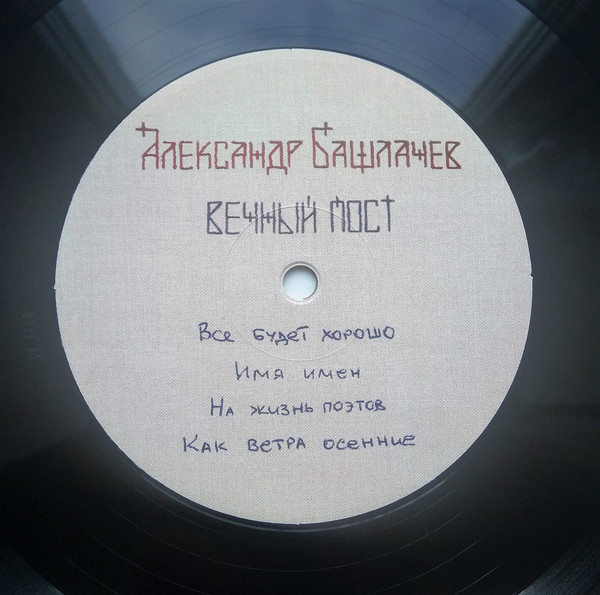 Александр Башлачев
Вечный пост
Все будет хорошо
Имя имен
На жизнь поэтов
Как ветра осенние